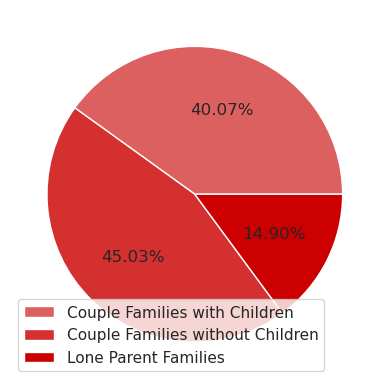 40.07%
45.03%
14.90%
Couple Families with Children
Couple Families without Children
Lone Parent Families